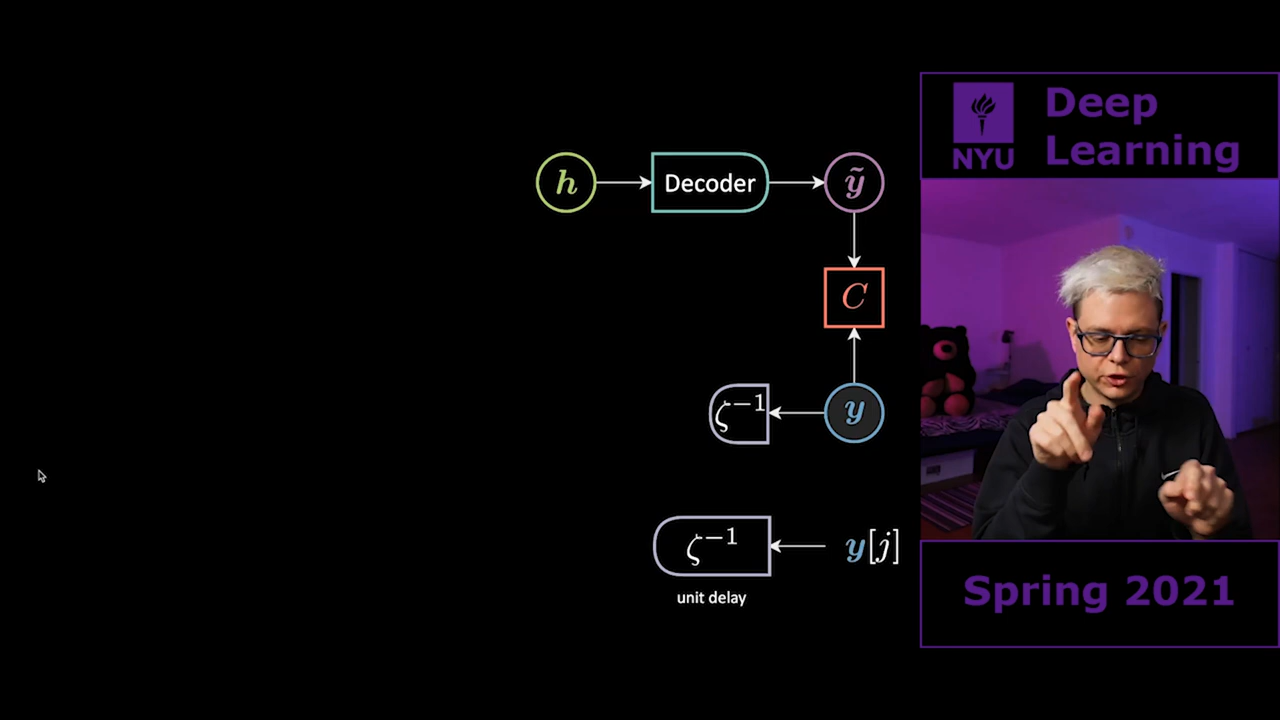 h
Decoder
ỹ
C
ζ⁻¹
y
ζ⁻¹
y[j]
unit delay
NYU
Deep
Learning
Spring 2021